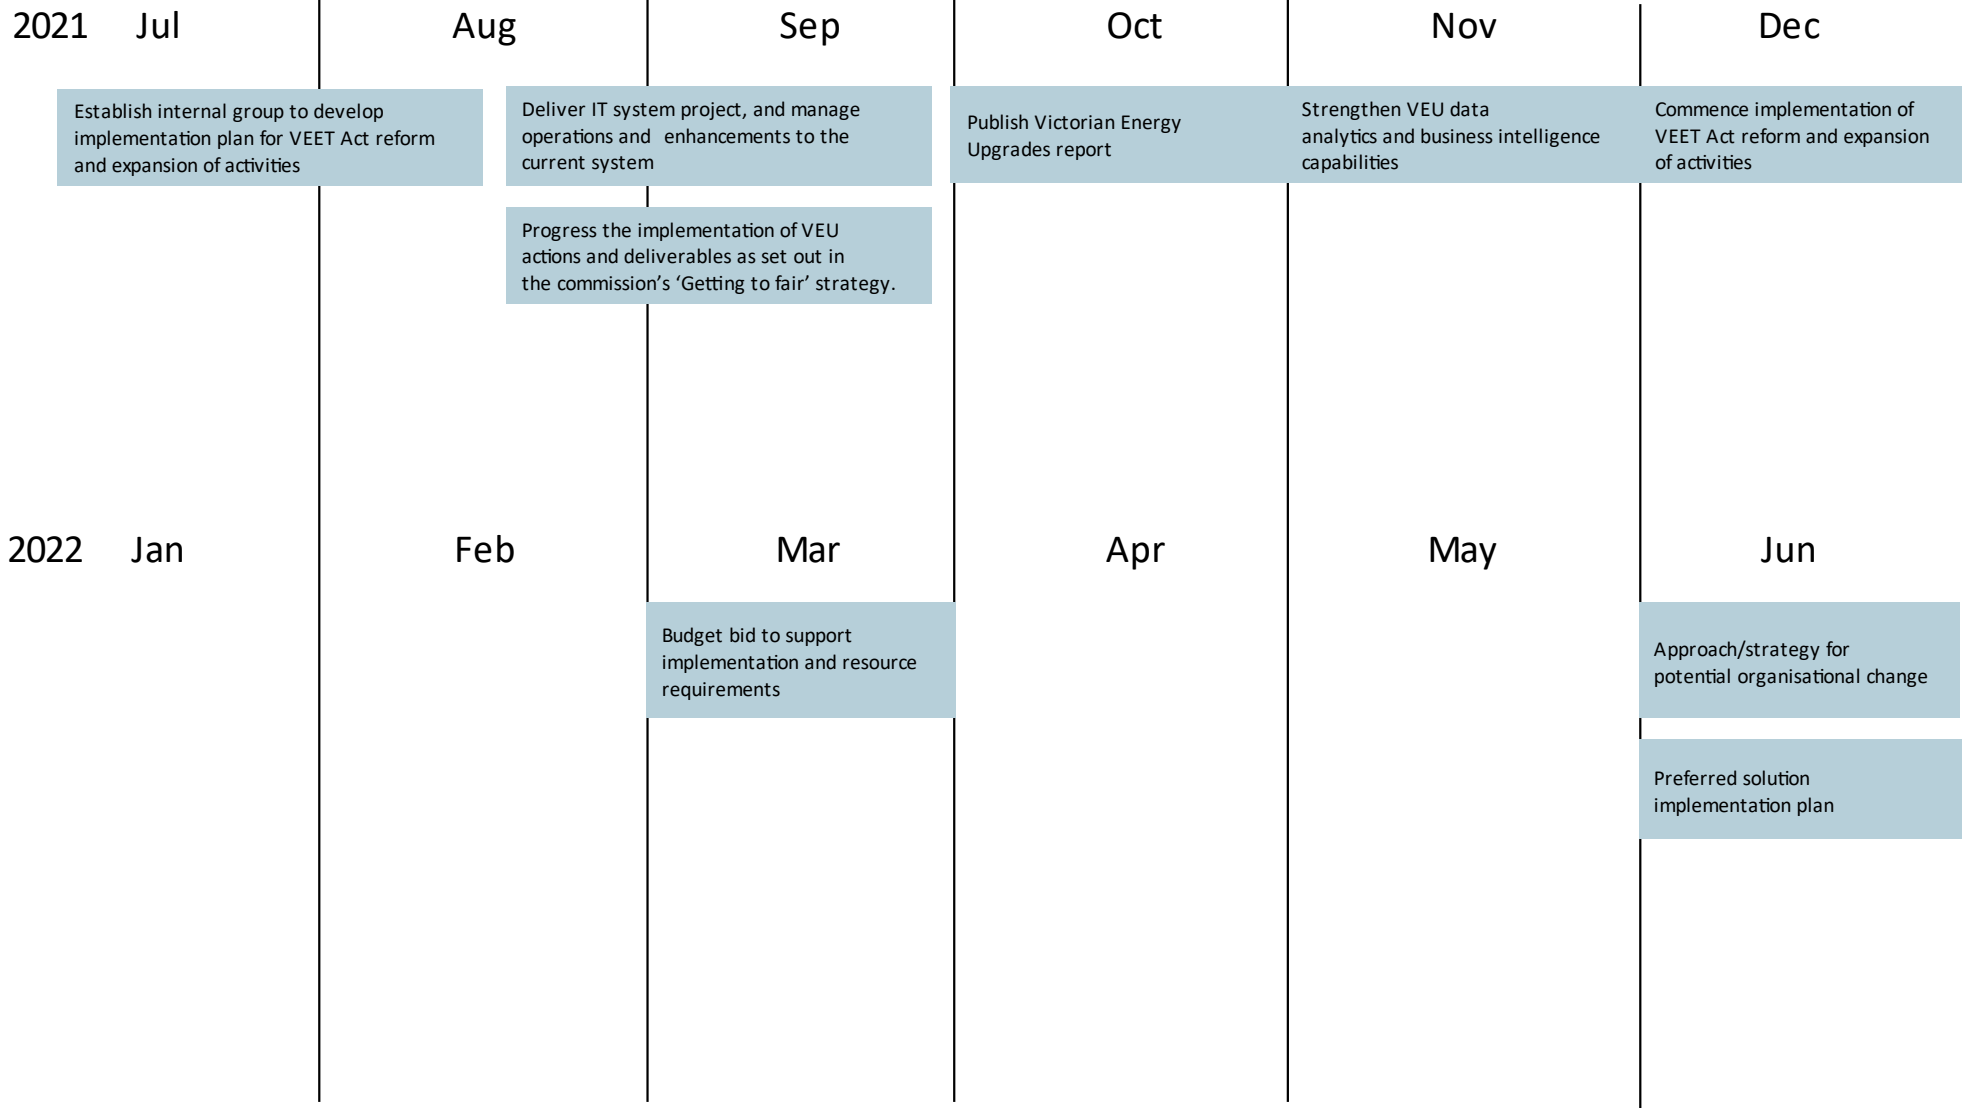 2021 Jul Aug Sep Oct Nov Dec
Establish internal group to develop
implementation plan for VEET Act reform
and expansion of activities
Deliver IT system project, and manage
operations and enhancements to the
current system
Progress the implementation of VEU
actions and deliverables as set out in
the commission’s ‘Getting to fair’ strategy.
Publish Victorian Energy
Upgrades report
Strengthen VEU data
analytics and business intelligence
capabilities
Commence implementation of
VEET Act reform and expansion
of activities
2022 Jan Feb Mar Apr May Jun
Budget bid to support
implementation and resource
requirements
Approach/strategy for
potential organisational change
Preferred solution
implementation plan